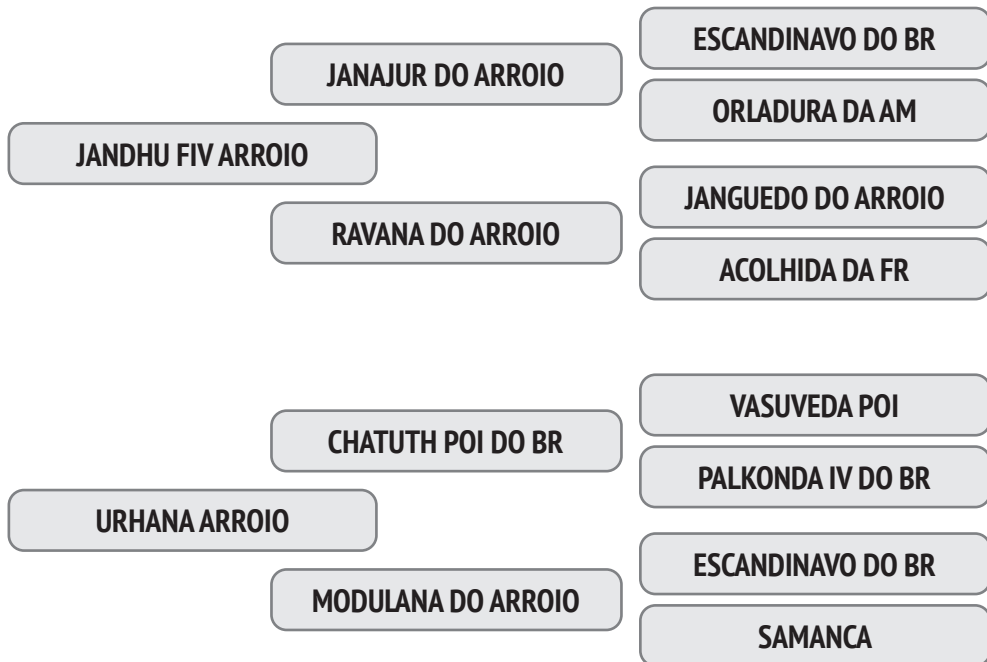 ESCANDINAVO DO BR
JANAJUR DO ARROIO
ORLADURA DA AM
JANDHU FIV ARROIO
JANGUEDO DO ARROIO
RAVANA DO ARROIO
ACOLHIDA DA FR
VASUVEDA POI
CHATUTH POI DO BR
PALKONDA IV DO BR
URHANA ARROIO
ESCANDINAVO DO BR
MODULANA DO ARROIO
SAMANCA